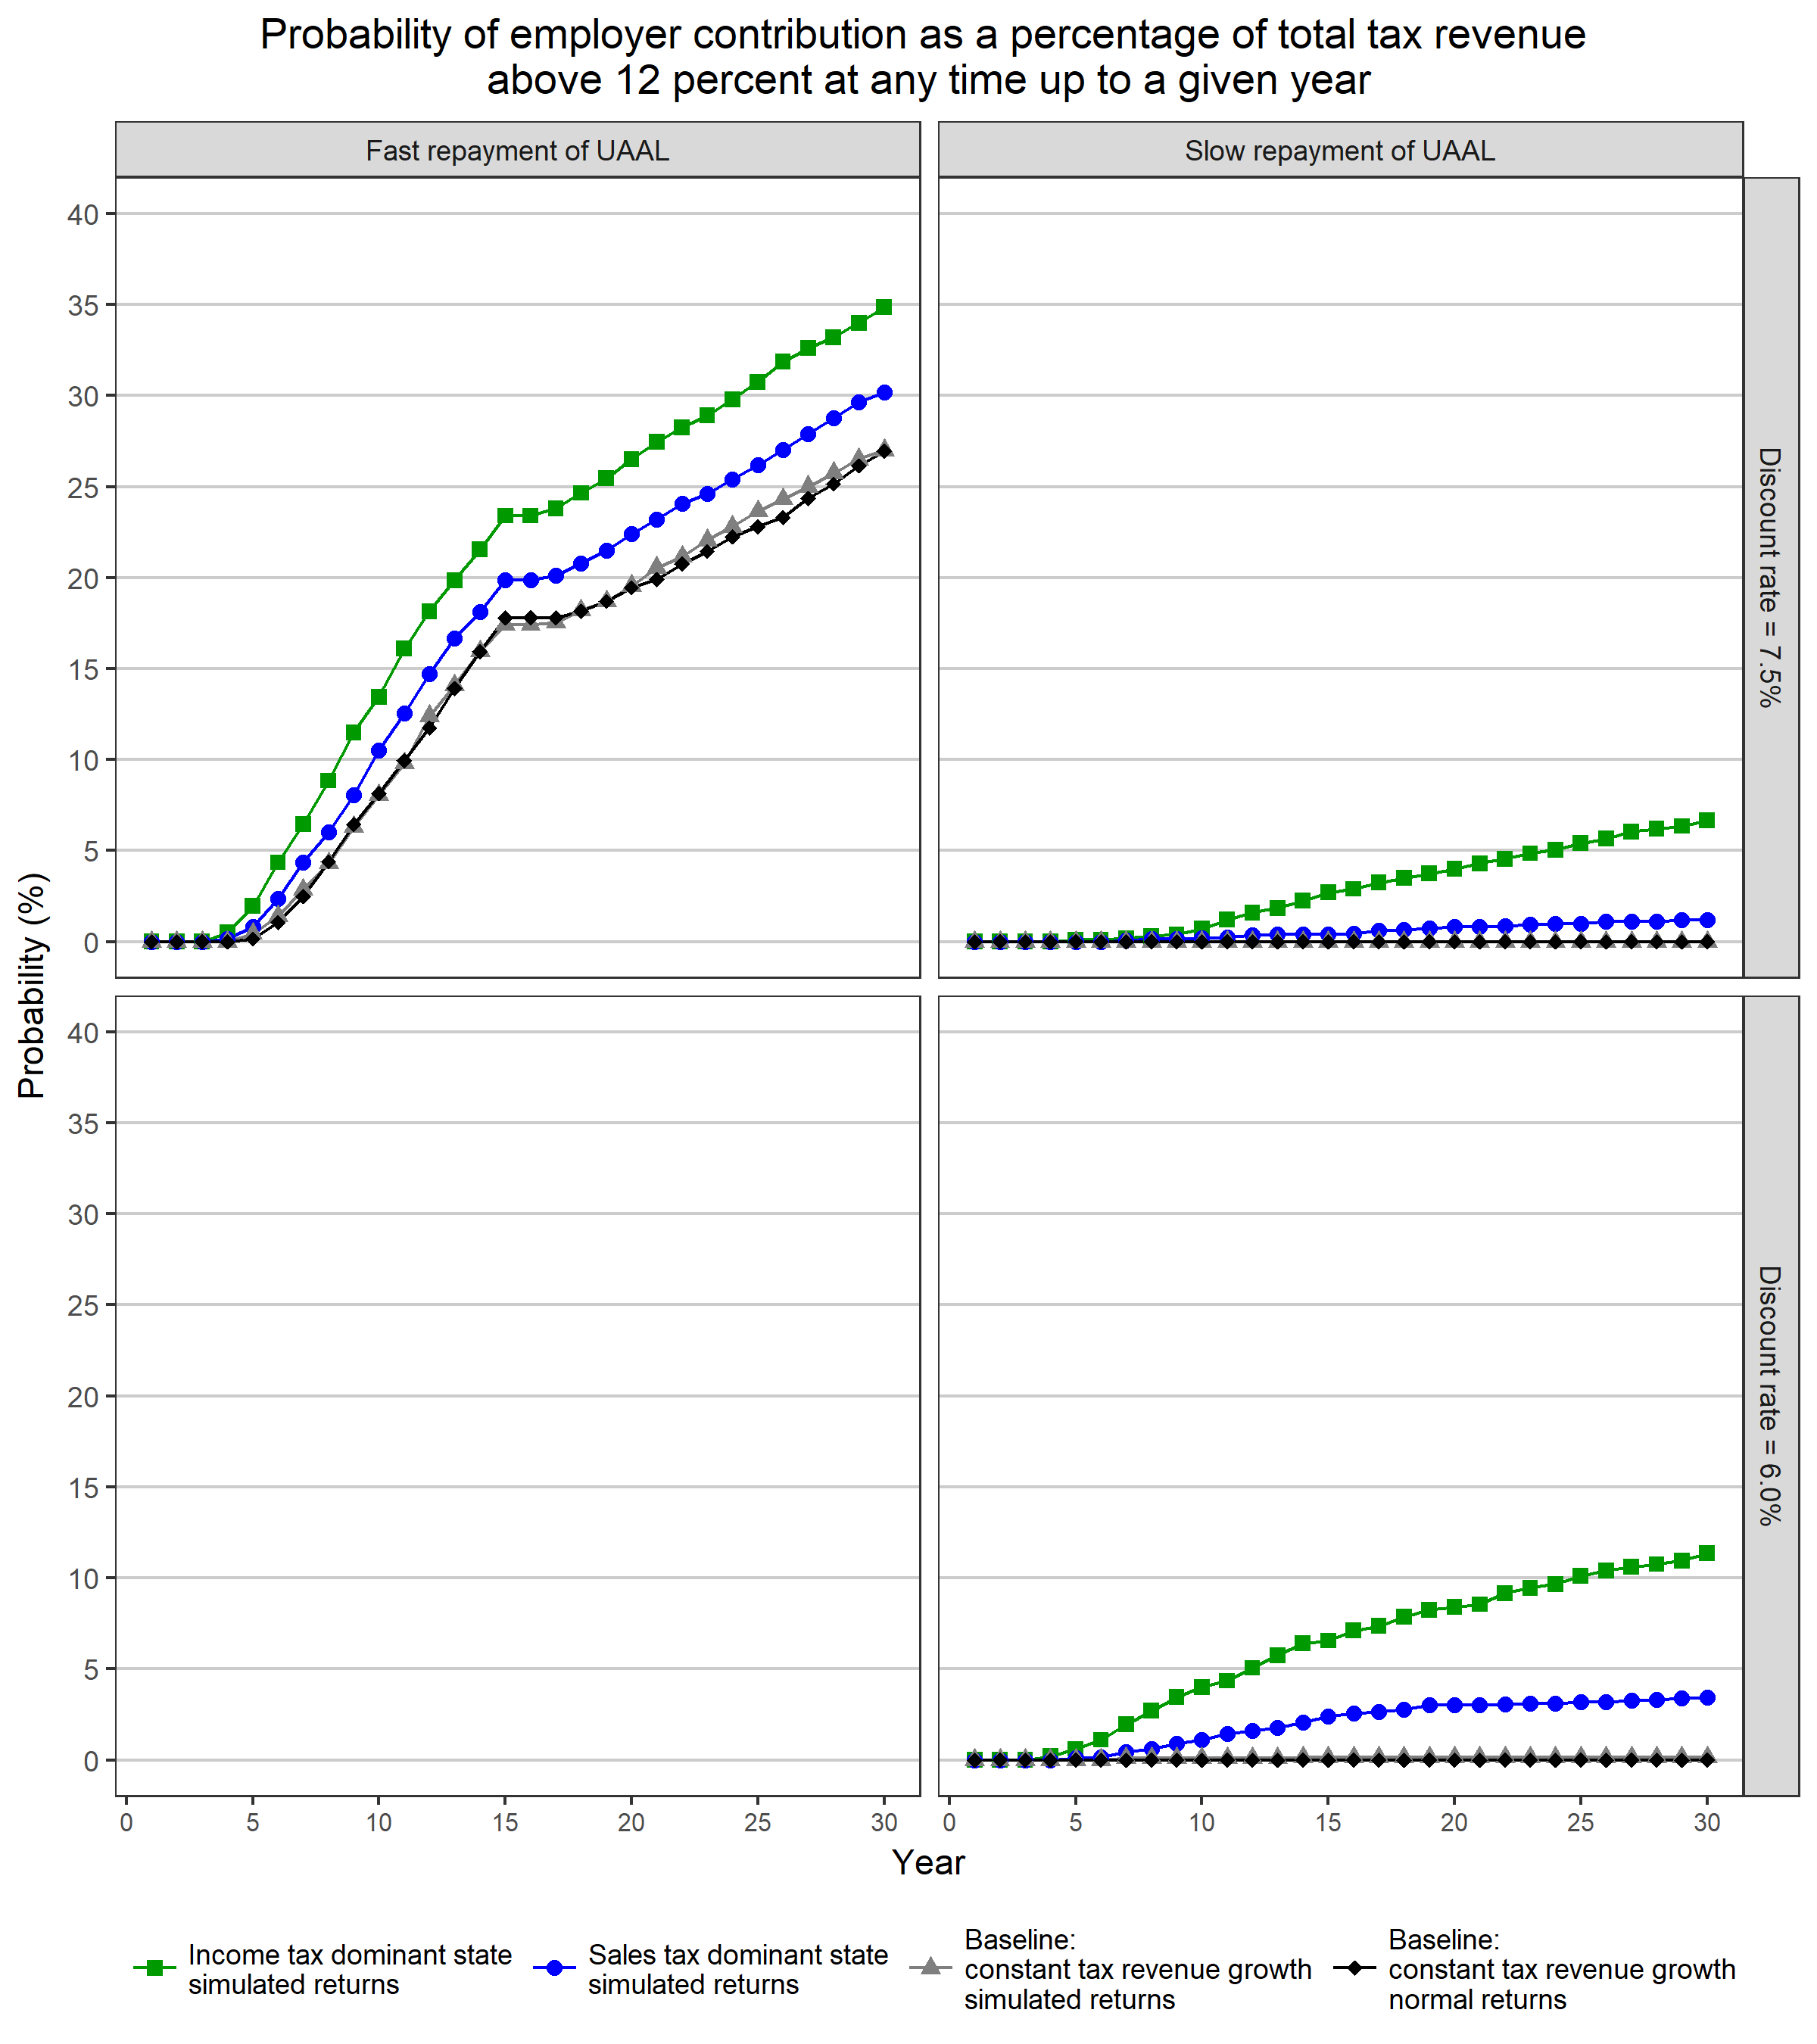 Probability of employer contribution as a percentage of total tax revenue
above 12 percent at any time up to a given year
Fast repayment of UAAL
Slow repayment of UAAL
40
35
30
25
20
15
10
5
0
Discount rate = 7.5%
Probability (%)
40
35
30
25
20
15
10
5
0
Discount rate = 6.0%
0 5 10 15 20 25 30
0 5 10 15 20 25 30
Year
Income tax dominant state
simulated returns
Sales tax dominant state
simulated returns
Baseline:
constant tax revenue growth
simulated returns
Baseline:
constant tax revenue growth
normal returns